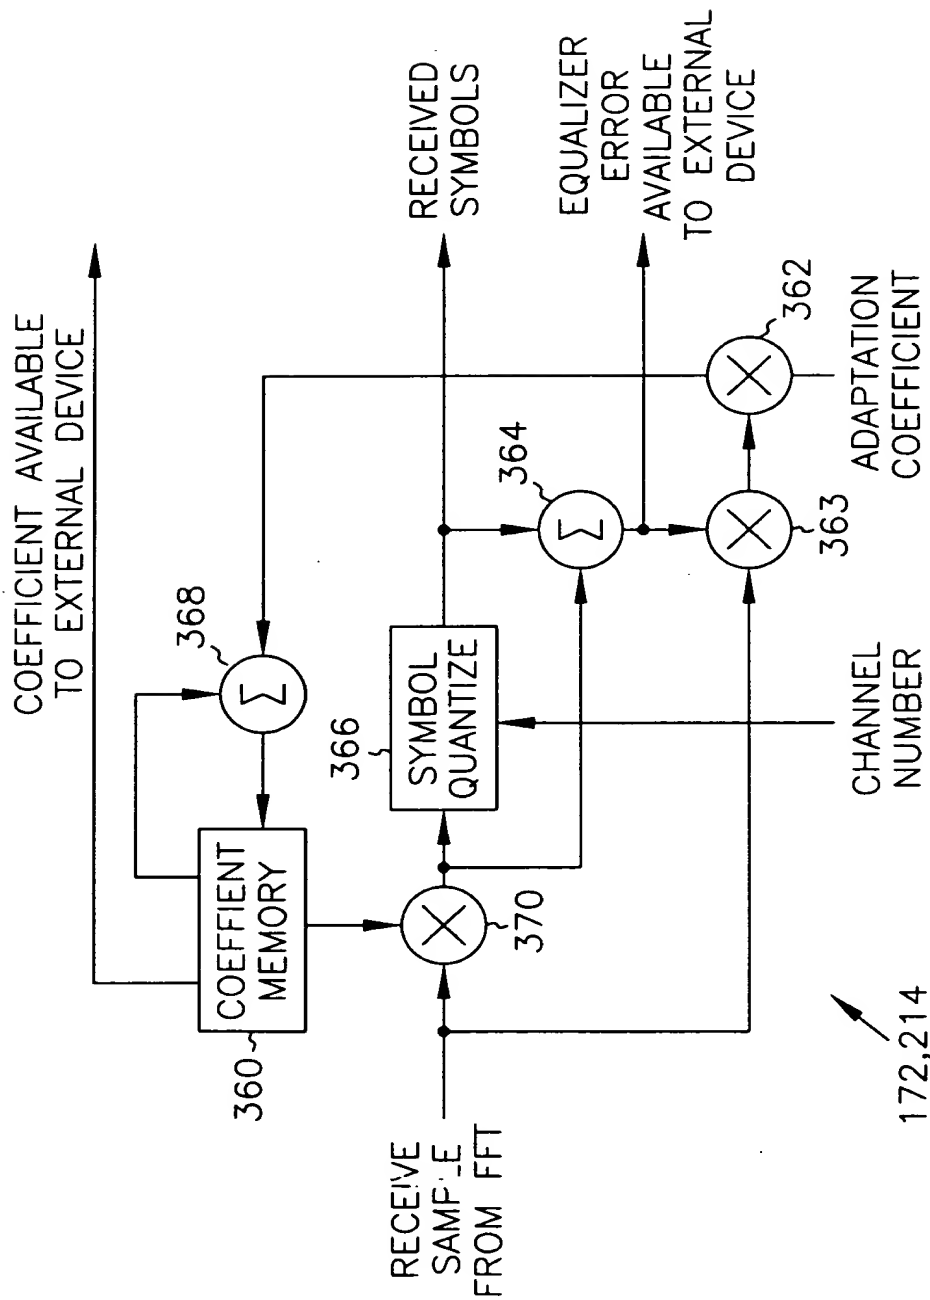 COEFFICIENT AVAILABLE
TO EXTERNAL DEVICE
368
360
COEFFIENT
MEMORY
Σ
RECEIVED
SYMBOLS
366
SYMBOL
QUANTIZE
370
RECEIVE
SAMPLE
FROM FFT
364
Σ
EQUALIZER
ERROR
AVAILABLE
TO EXTERNAL
DEVICE
362
363
CHANNEL
NUMBER
ADAPTATION
COEFFICIENT
172,214